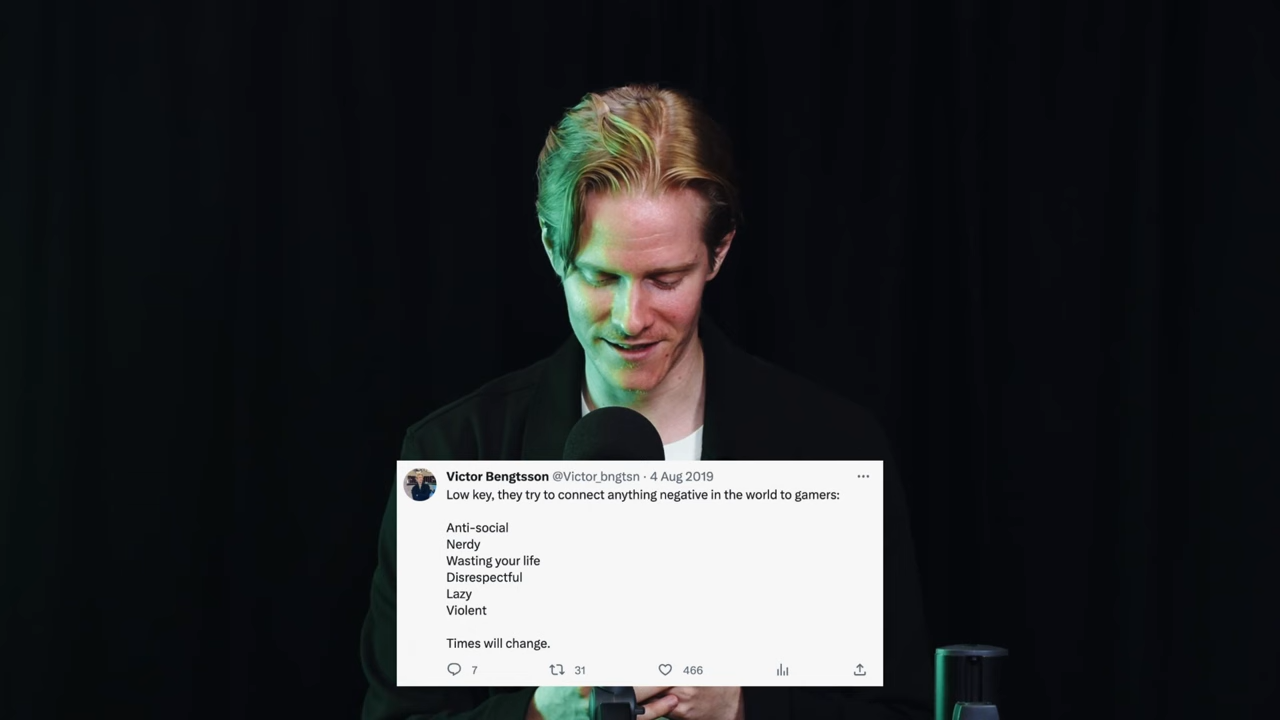 Victor Bengtsson @Victor_bngtsn · 4 Aug 2019
Low key, they try to connect anything negative in the world to gamers:
Anti-social
Nerdy
Wasting your life
Disrespectful
Lazy
Violent
Times will change.
7 31 466